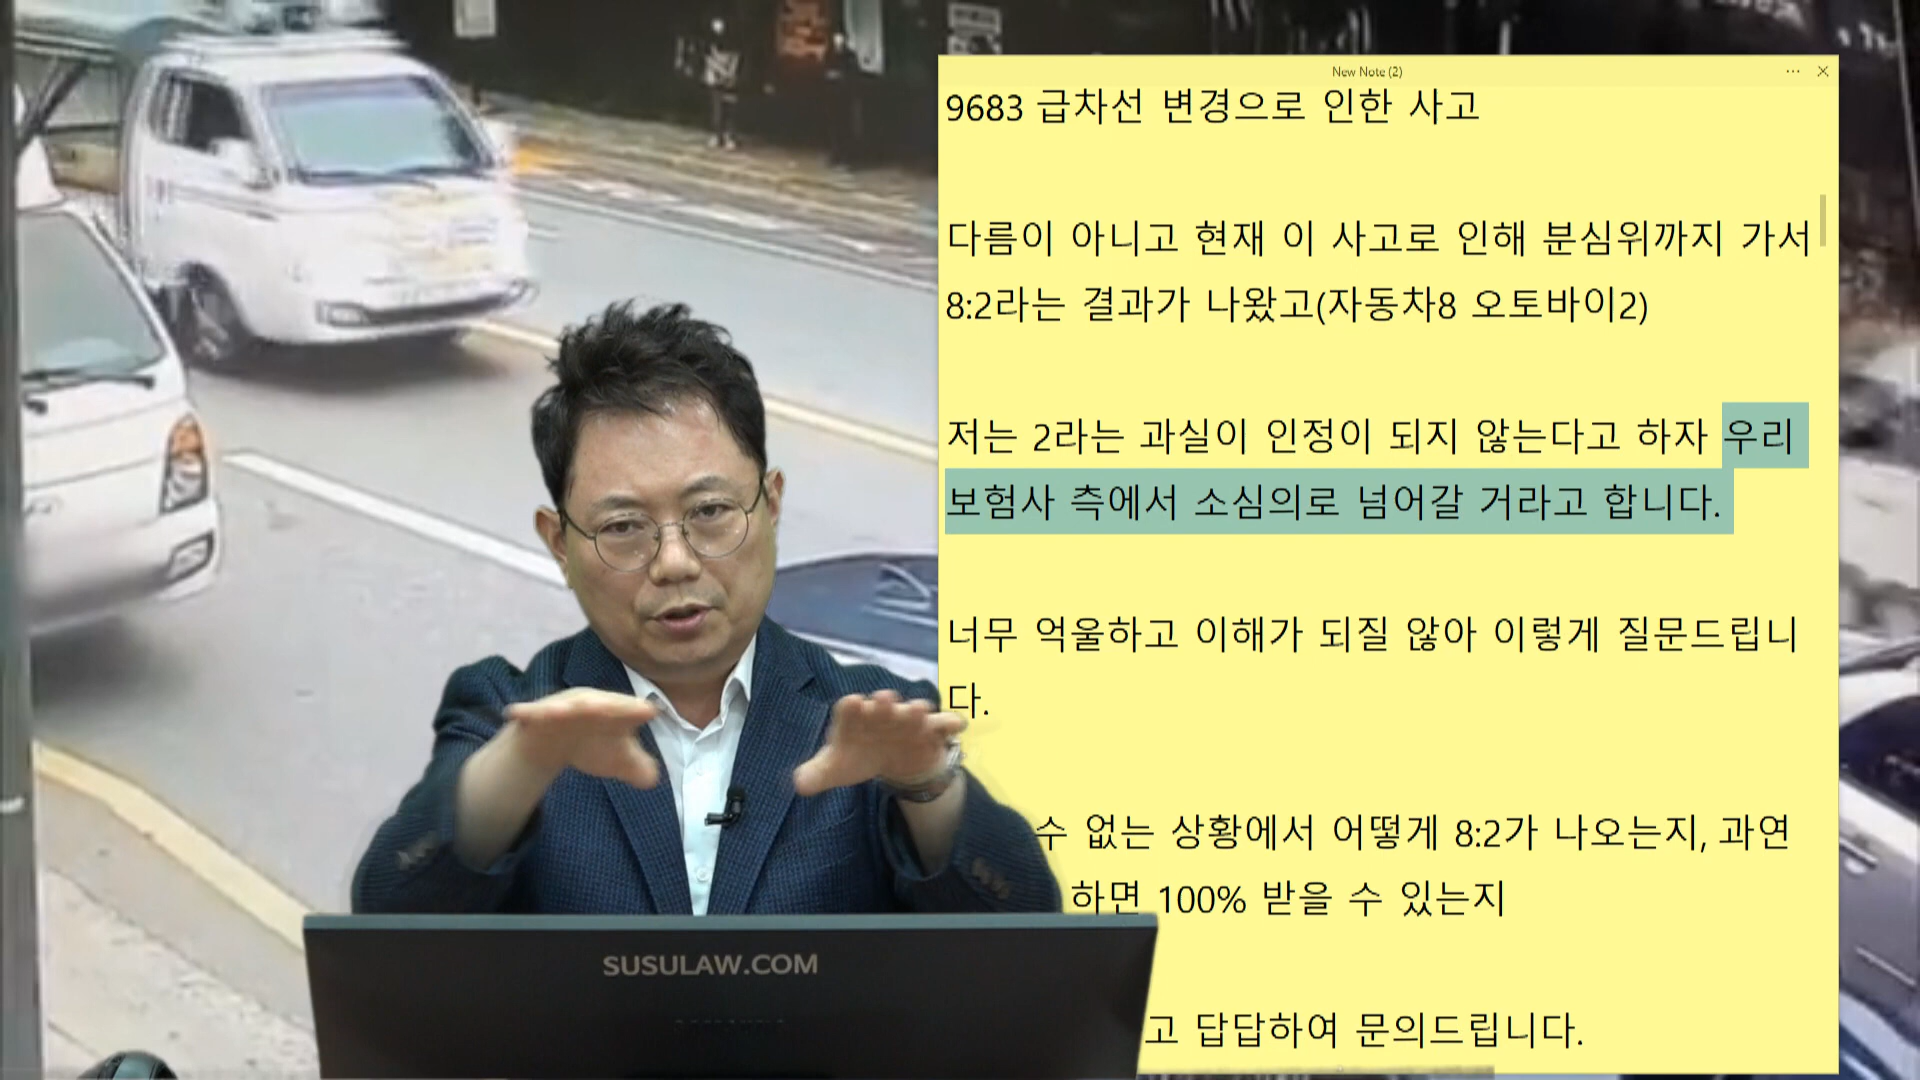 New Note (2)
9683 급차선 변경으로 인한 사고
다름이 아니고 현재 이 사고로 인해 분심위까지 가서
8:2라는 결과가 나왔고(자동차8 오토바이2)
저는 2라는 과실이 인정이 되지 않는다고 하자 우리
보험사 측에서 소심의로 넘어갈 거라고 합니다.
너무 억울하고 이해가 되질 않아 이렇게 질문드립니
다.
수 없는 상황에서 어떻게 8:2가 나오는지, 과연
하면 100% 받을 수 있는지
고 답답하여 문의드립니다.
SUSULAW.COM